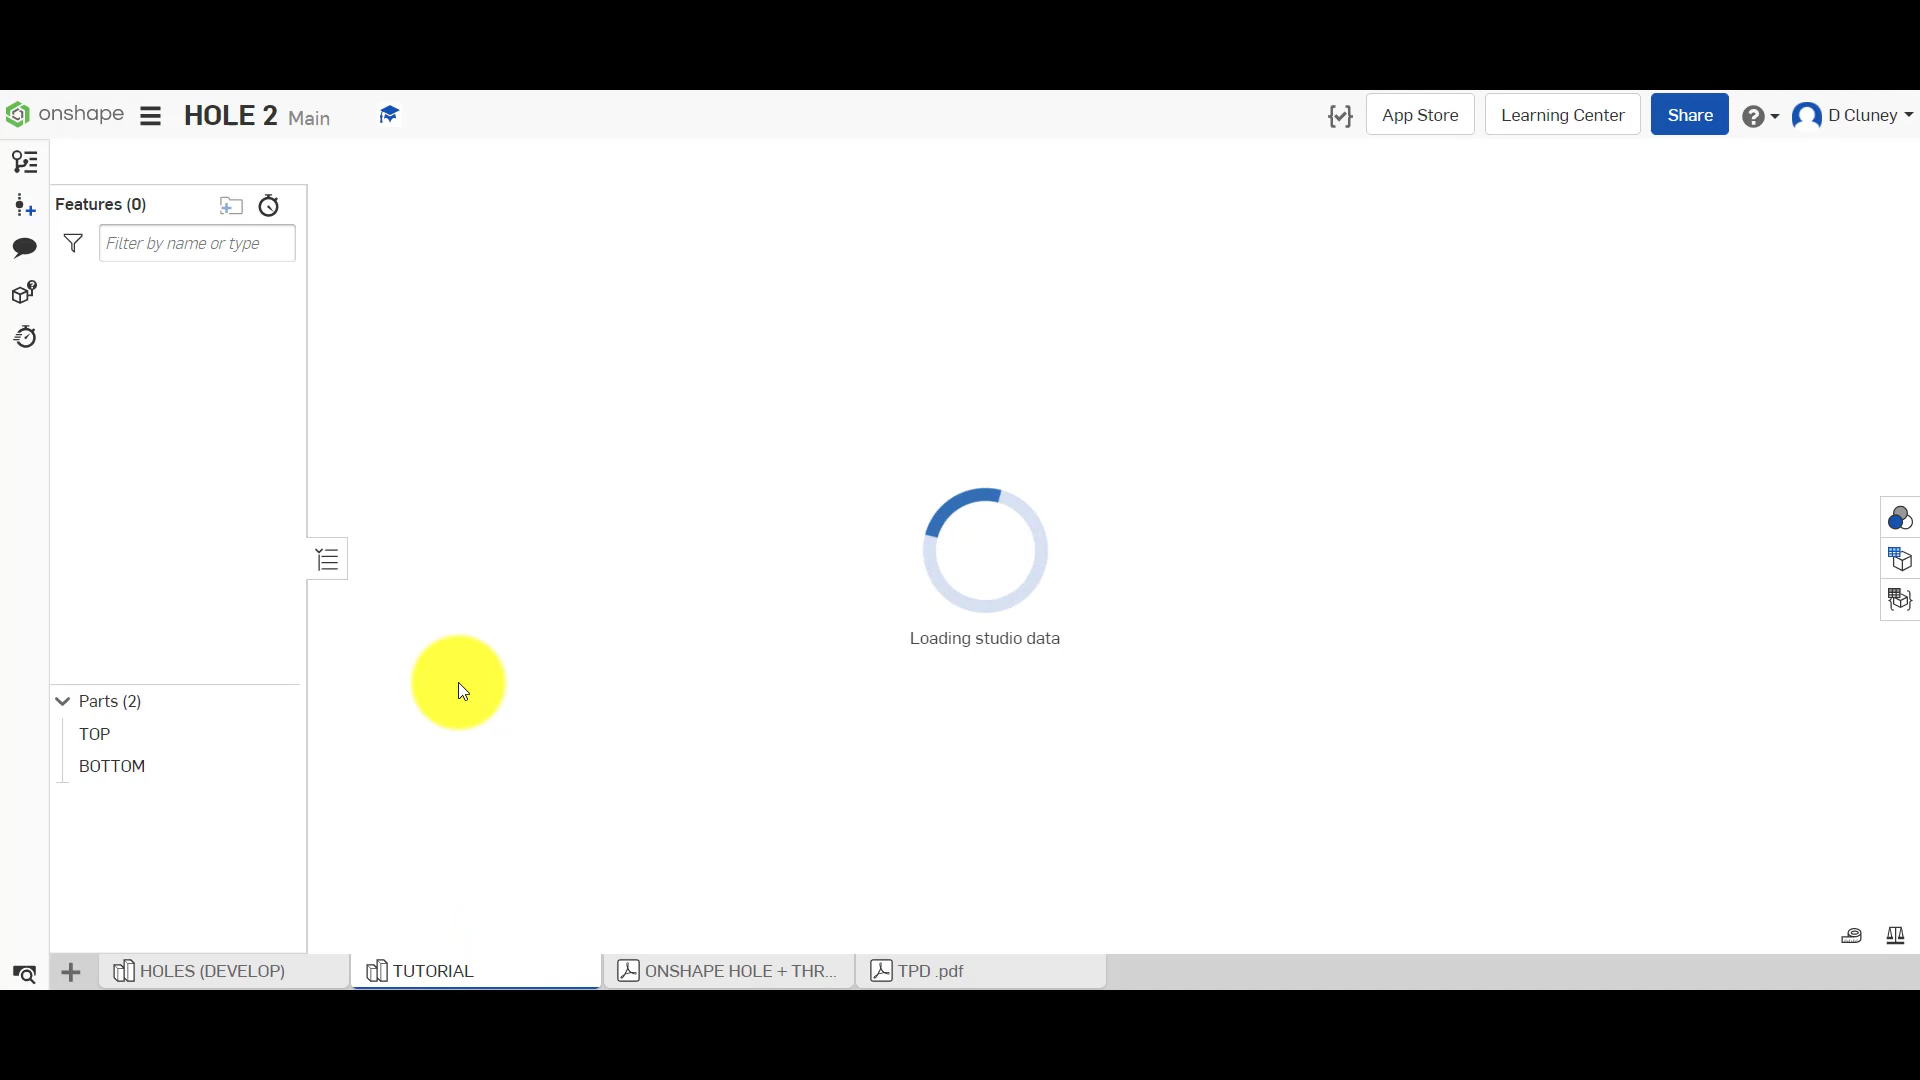 onshape HOLE 2 Main App Store Learning Center Share D Cluney
Features (0)
Filter by name or type
Loading studio data
Parts (2)
TOP
BOTTOM
HOLES (DEVELOP) TUTORIAL ONSHAPE HOLE + THR... TPD .pdf